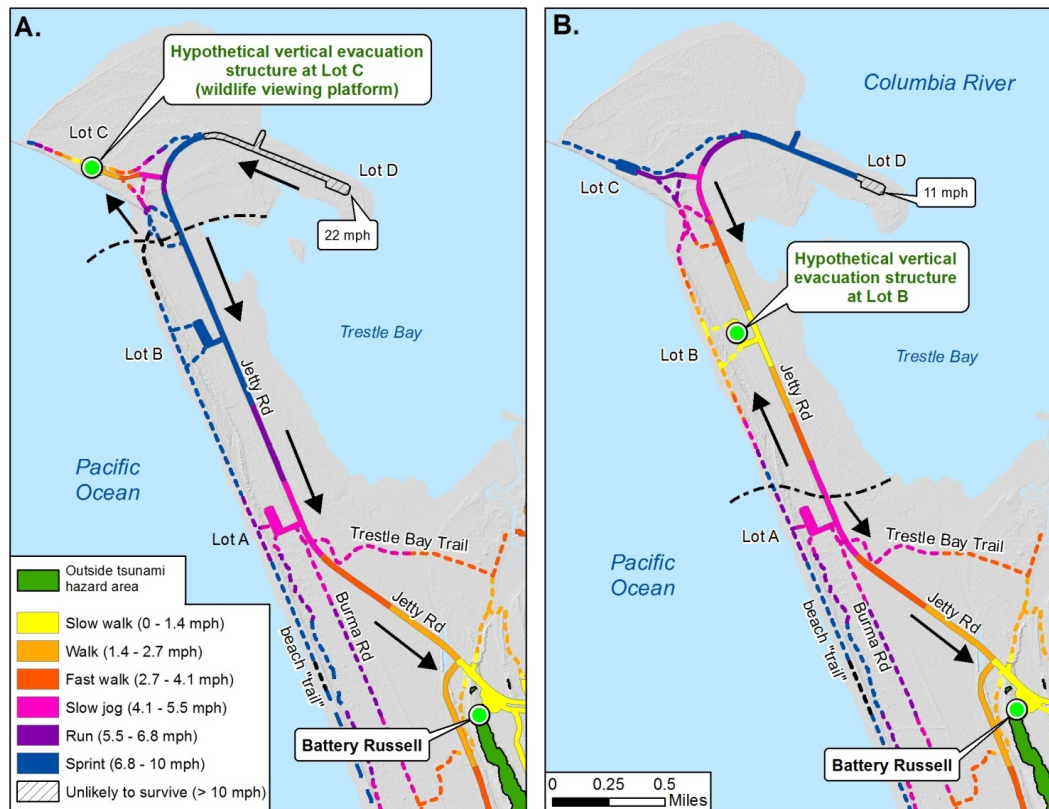 A.
Hypothetical vertical evacuation
structure at Lot C
(wildlife viewing platform)
Lot C
Lot D
22 mph
Lot B
Trestle Bay
Jetty Rd
Pacific
Ocean
Lot A
Trestle Bay Trail
Jetty Rd
Burma Rd
beach "trail"
Battery Russell
Outside tsunami
hazard area
Slow walk (0 - 1.4 mph)
Walk (1.4 - 2.7 mph)
Fast walk (2.7 - 4.1 mph)
Slow jog (4.1 - 5.5 mph)
Run (5.5 - 6.8 mph)
Sprint (6.8 - 10 mph)
Unlikely to survive (> 10 mph)
B.
Columbia River
Lot D
Lot C
11 mph
Hypothetical vertical
evacuation structure
at Lot B
Lot B
Trestle Bay
Jetty Rd
Lot A
Trestle Bay Trail
Pacific
Ocean
Jetty Rd
Burma Rd
beach "trail"
Battery Russell
0.5 0.25 0
Miles